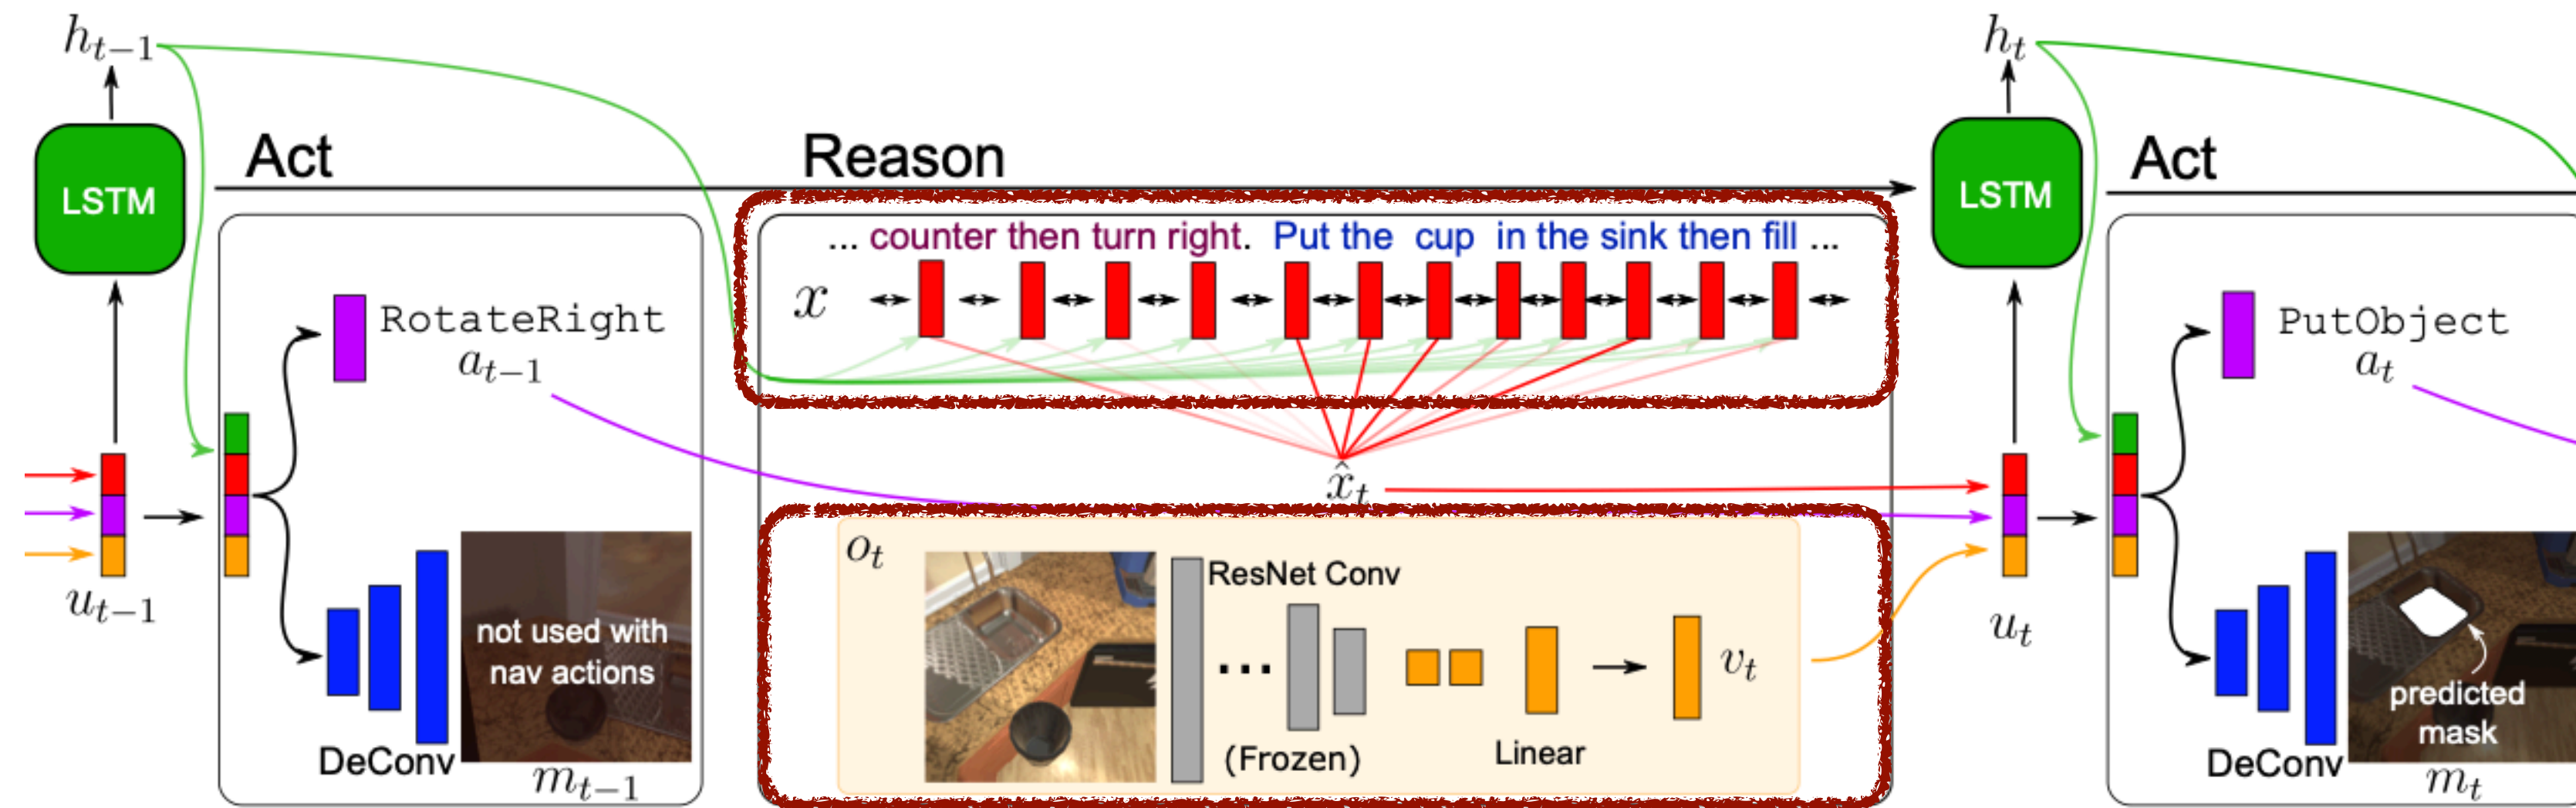 h_{t-1}
LSTM
Act
RotateRight
a_{t-1}
u_{t-1}
not used with
nav actions
DeConv
m_{t-1}
Reason
... counter then turn right. Put the cup in the sink then fill ...
x
x̂_t
o_t
ResNet Conv
...
(Frozen)
Linear
v_t
h_t
LSTM
Act
PutObject
a_t
u_t
predicted
mask
DeConv
m_t